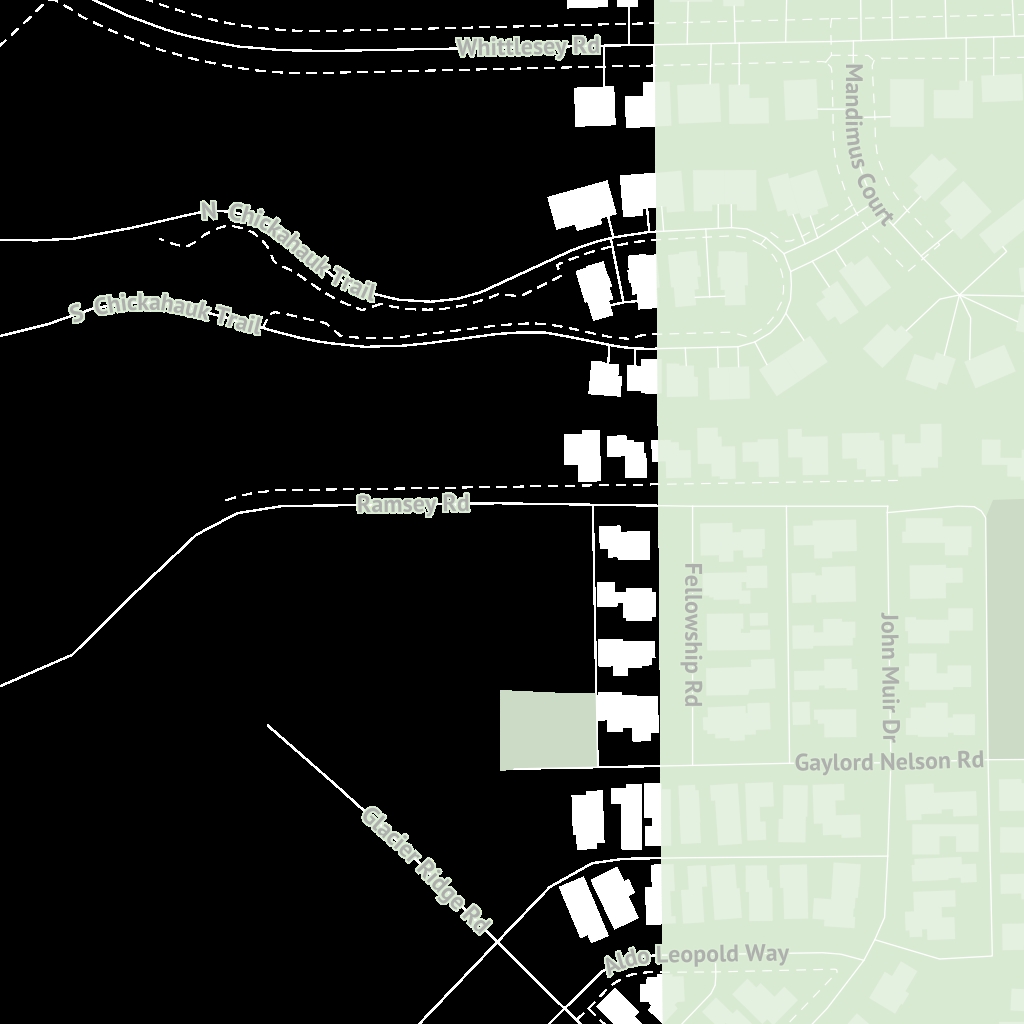 Whittlesey Rd
Mandimus Court
N Chickahauk Trail
S Chickahauk Trail
Ramsey Rd
Fellowship Rd
John Muir Dr
Gaylord Nelson Rd
Glacier Ridge Rd
Aldo Leopold Way